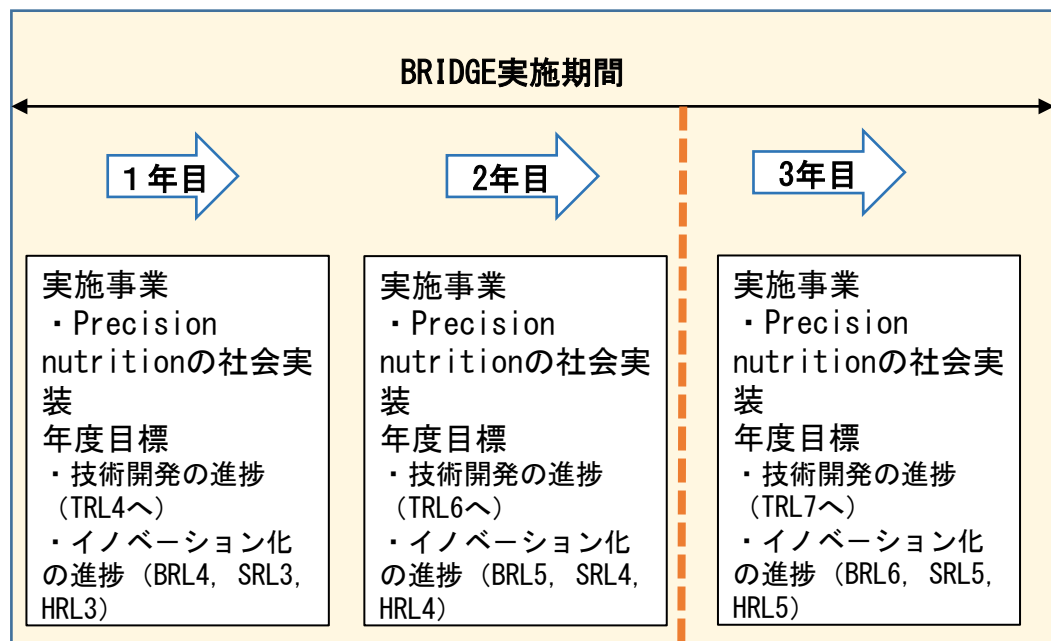 BRIDGE実施期間
1年目
2年目
3年目
実施事業
・Precision
nutritionの社会実
装
年度目標
・技術開発の進捗
（TRL4へ）
・イノベーション化
の進捗（BRL4, SRL3,
HRL3）
実施事業
・Precision
nutritionの社会実
装
年度目標
・技術開発の進捗
（TRL6へ）
・イノベーション化
の進捗（BRL5, SRL4,
HRL4）
実施事業
・Precision
nutritionの社会実
装
年度目標
・技術開発の進捗
（TRL7へ）
・イノベーション化
の進捗（BRL6, SRL5,
HRL5）